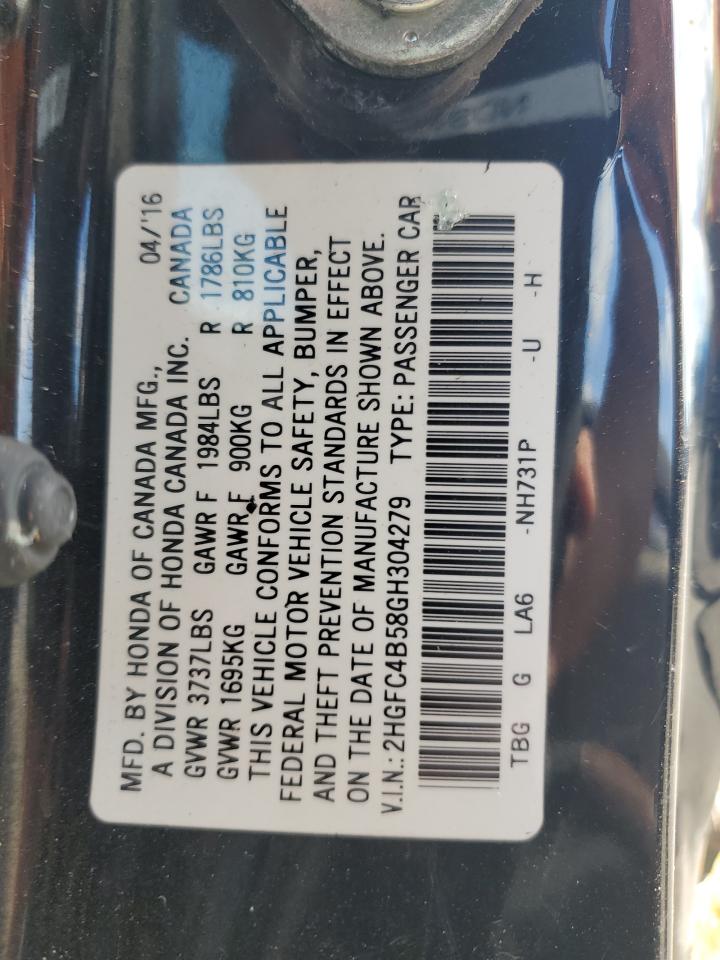 MFD. BY HONDA OF CANADA MFG., 04/'16
A DIVISION OF HONDA CANADA INC. CANADA
GVWR 3737LBS GAWR F 1984LBS R 1786LBS
GVWR 1695KG GAWR F 900KG R 810KG
THIS VEHICLE CONFORMS TO ALL APPLICABLE
FEDERAL MOTOR VEHICLE SAFETY, BUMPER,
AND THEFT PREVENTION STANDARDS IN EFFECT
ON THE DATE OF MANUFACTURE SHOWN ABOVE.
V.I.N.: 2HGFC4B58GH304279 TYPE: PASSENGER CAR
TBG G LA6 -NH731P -U -H